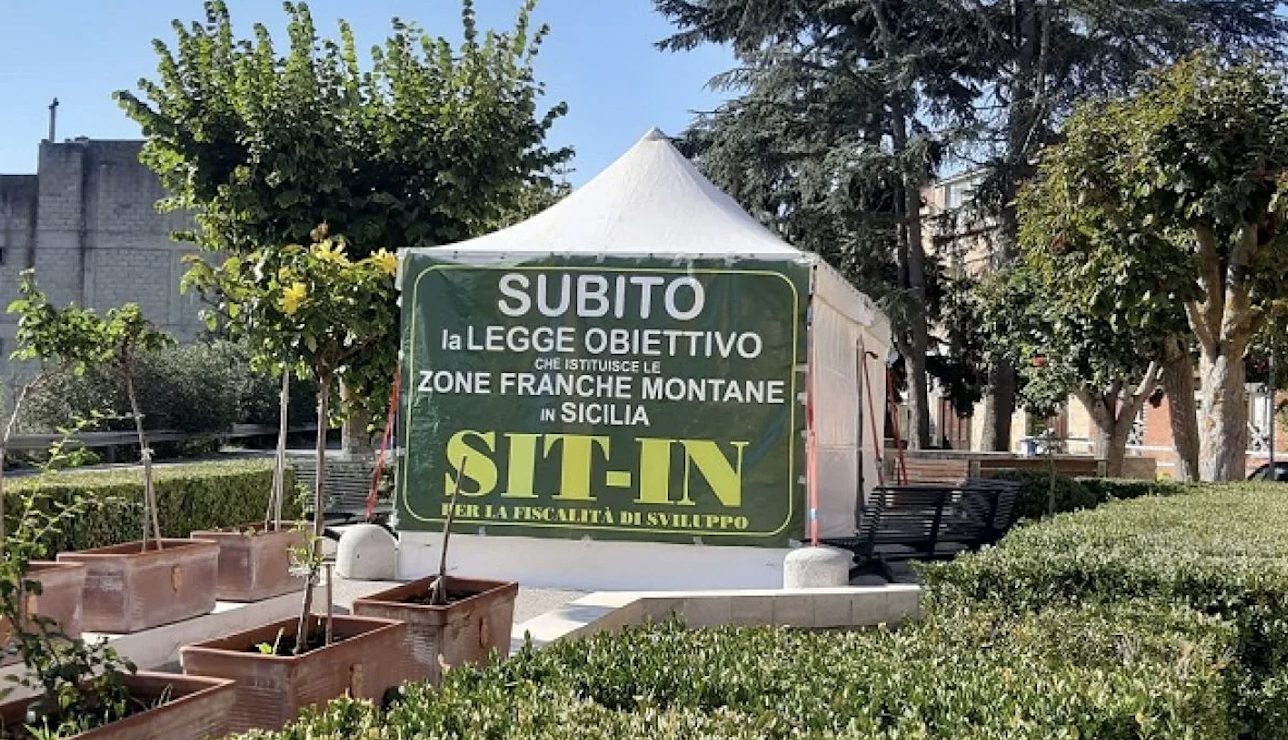 SUBITO
la LEGGE OBIETTIVO
CHE ISTITUISCE LE
ZONE FRANCHE MONTANE
IN SICILIA
SIT-IN
PER LA FISCALITÀ DI SVILUPPO